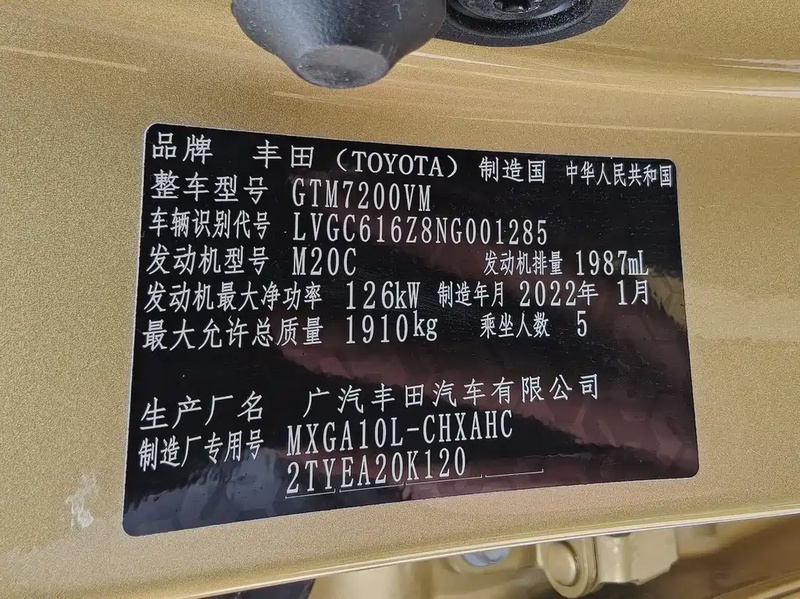 品牌 丰田（TOYOTA） 制造国 中华人民共和国
整车型号 GTM7200VM
车辆识别代号 LVGC616Z8NG001285
发动机型号 M20C 发动机排量 1987mL
发动机最大净功率 126kW 制造年月 2022年 1月
最大允许总质量 1910kg 乘坐人数 5
生产厂名 广汽丰田汽车有限公司
制造厂专用号 MXGA10L-CHXAHC
2TYEA20K120